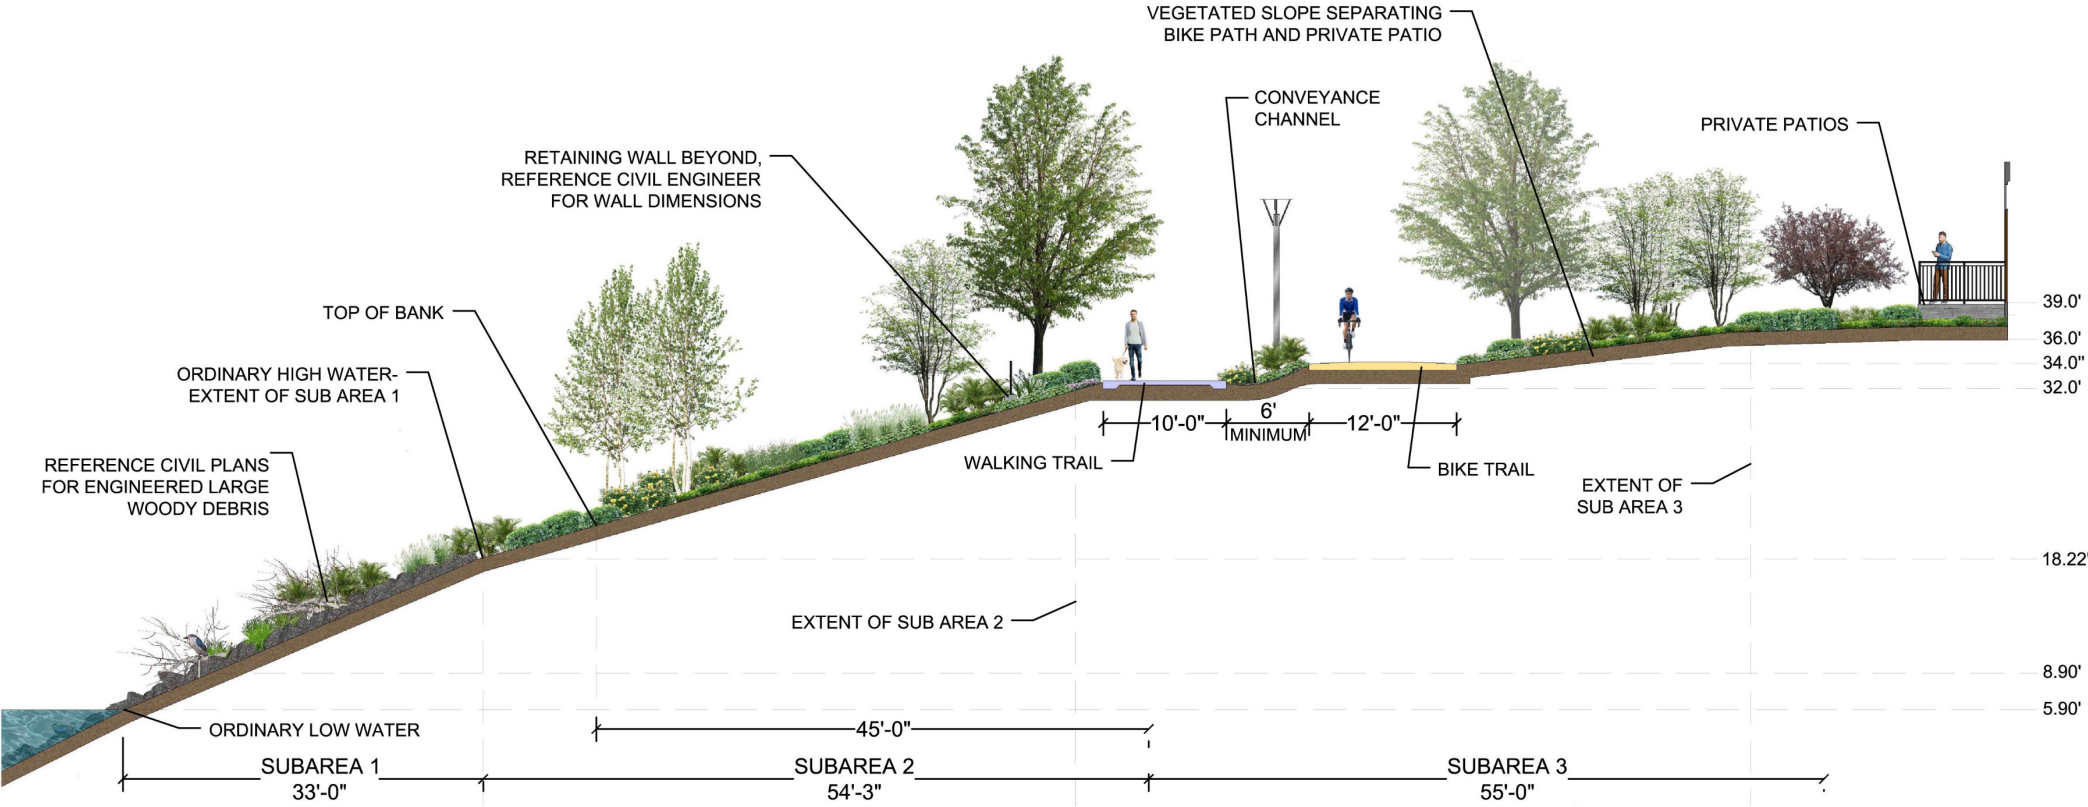 VEGETATED SLOPE SEPARATING
BIKE PATH AND PRIVATE PATIO
CONVEYANCE
CHANNEL
PRIVATE PATIOS
RETAINING WALL BEYOND,
REFERENCE CIVIL ENGINEER
FOR WALL DIMENSIONS
TOP OF BANK
ORDINARY HIGH WATER-
EXTENT OF SUB AREA 1
REFERENCE CIVIL PLANS
FOR ENGINEERED LARGE
WOODY DEBRIS
39.0'
36.0'
34.0"
32.0'
10'-0"
6'
MINIMUM
12'-0"
WALKING TRAIL
BIKE TRAIL
EXTENT OF
SUB AREA 3
18.22'
EXTENT OF SUB AREA 2
8.90'
5.90'
ORDINARY LOW WATER
45'-0"
SUBAREA 1
33'-0"
SUBAREA 2
54'-3"
SUBAREA 3
55'-0"